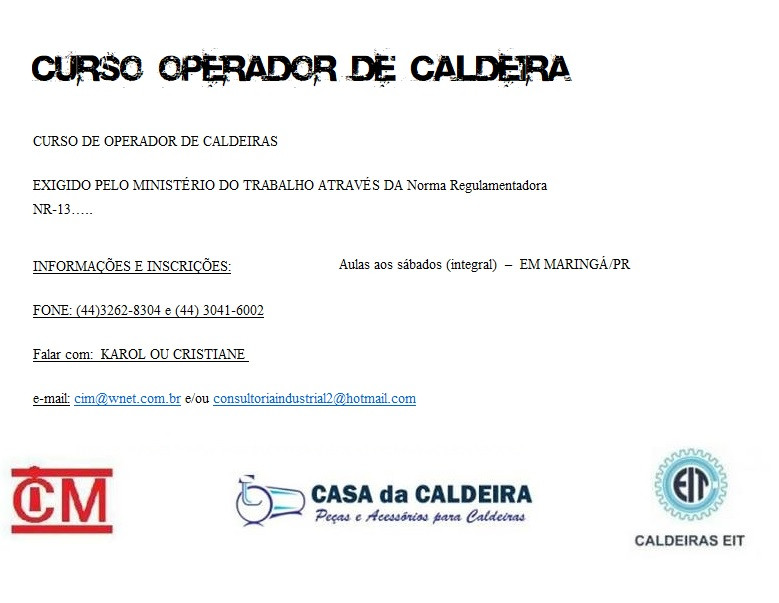 CURSO OPERADOR DE CALDEIRA
CURSO DE OPERADOR DE CALDEIRAS
EXIGIDO PELO MINISTÉRIO DO TRABALHO ATRAVÉS DA Norma Regulamentadora
NR-13…..
INFORMAÇÕES E INSCRIÇÕES: Aulas aos sábados (integral) – EM MARINGÁ/PR
FONE: (44)3262-8304 e (44) 3041-6002
Falar com: KAROL OU CRISTIANE
e-mail: cim@wnet.com.br e/ou consultoriaindustrial2@hotmail.com
CIM
CASA da CALDEIRA
Peças e Acessórios para Caldeiras
EIT
CALDEIRAS EIT